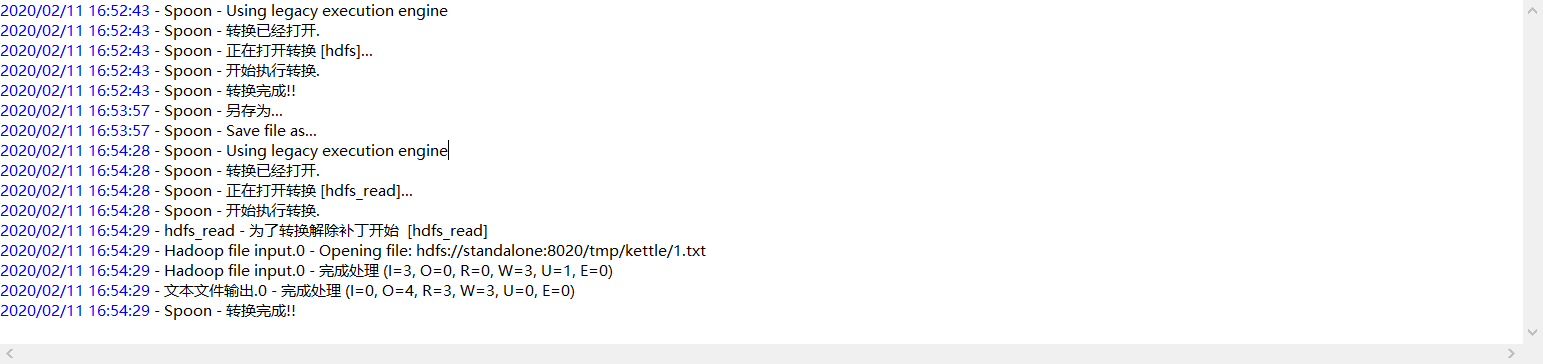 2020/02/11 16:52:43 - Spoon - Using legacy execution engine
2020/02/11 16:52:43 - Spoon - 转换已经打开.
2020/02/11 16:52:43 - Spoon - 正在打开转换 [hdfs]...
2020/02/11 16:52:43 - Spoon - 开始执行转换.
2020/02/11 16:52:43 - Spoon - 转换完成!!
2020/02/11 16:53:57 - Spoon - 另存为...
2020/02/11 16:53:57 - Spoon - Save file as...
2020/02/11 16:54:28 - Spoon - Using legacy execution engine
2020/02/11 16:54:28 - Spoon - 转换已经打开.
2020/02/11 16:54:28 - Spoon - 正在打开转换 [hdfs_read]...
2020/02/11 16:54:28 - Spoon - 开始执行转换.
2020/02/11 16:54:29 - hdfs_read - 为了转换解除补丁开始  [hdfs_read]
2020/02/11 16:54:29 - Hadoop file input.0 - Opening file: hdfs://standalone:8020/tmp/kettle/1.txt
2020/02/11 16:54:29 - Hadoop file input.0 - 完成处理 (I=3, O=0, R=0, W=3, U=1, E=0)
2020/02/11 16:54:29 - 文本文件输出.0 - 完成处理 (I=0, O=4, R=3, W=3, U=0, E=0)
2020/02/11 16:54:29 - Spoon - 转换完成!!